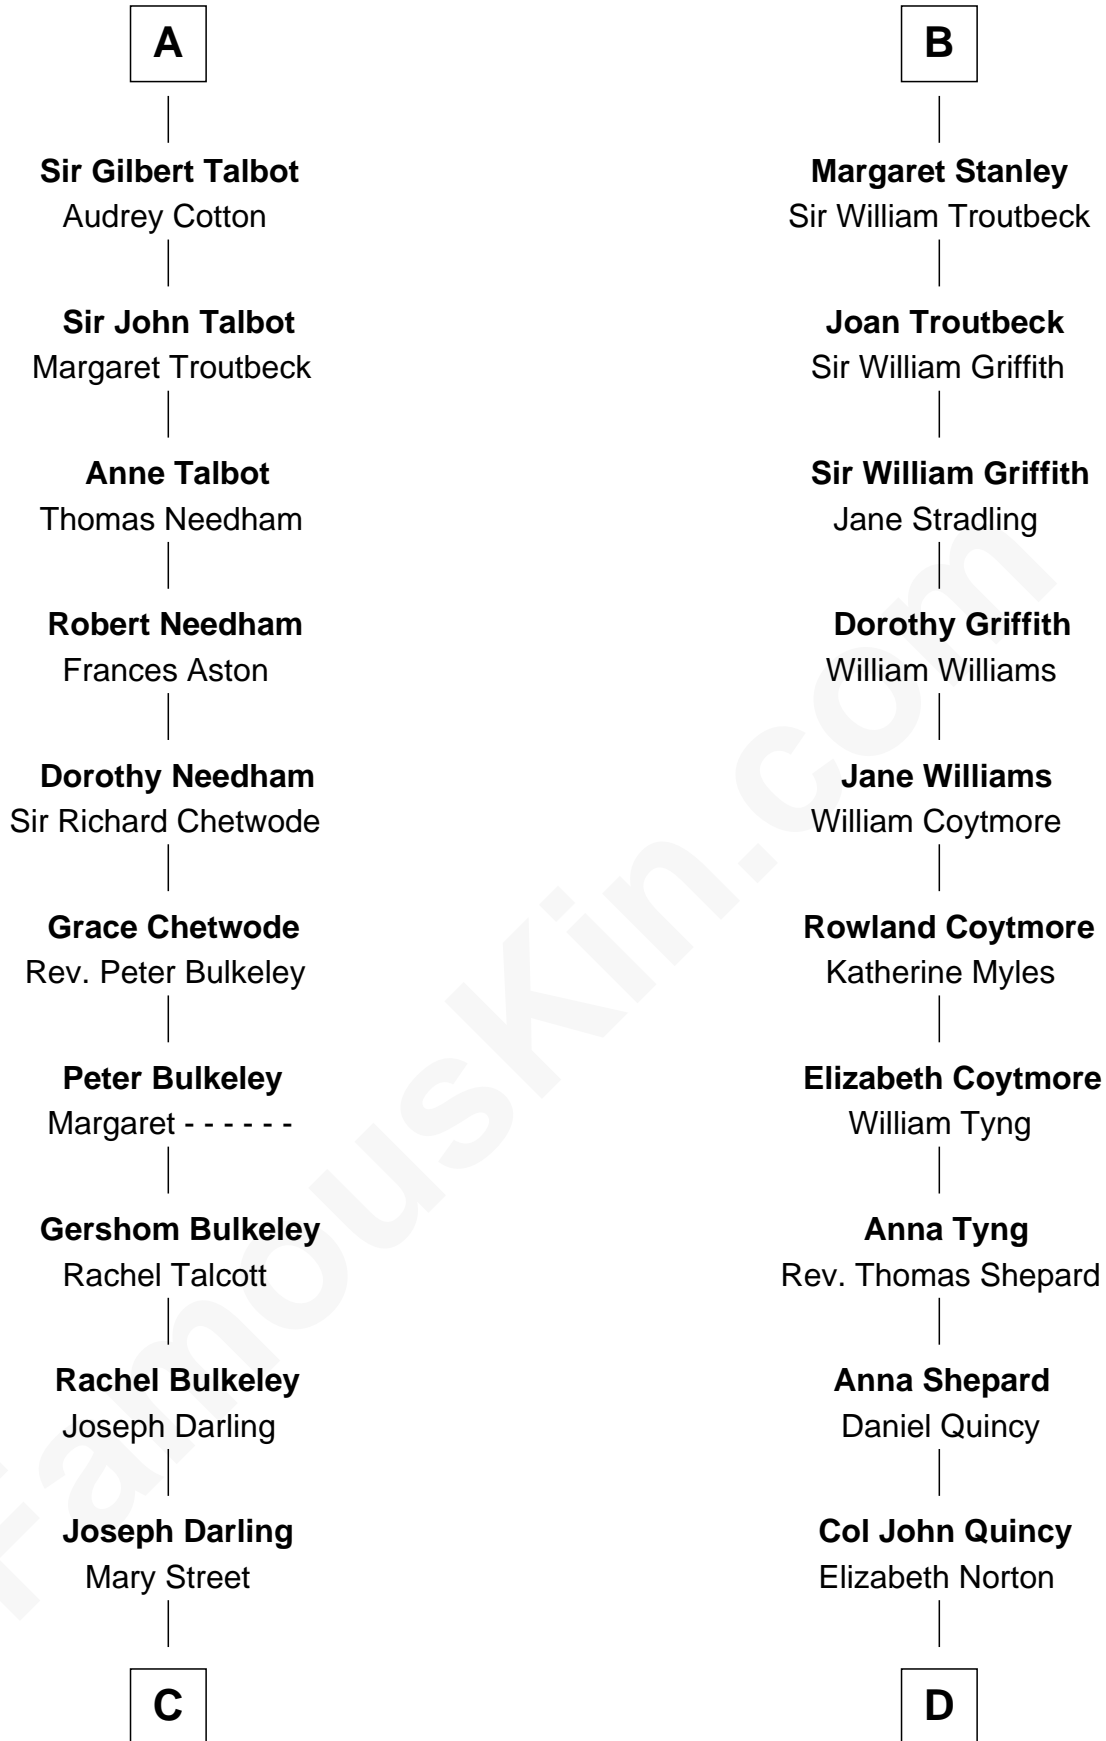 A
Sir Gilbert Talbot
Audrey Cotton
Sir John Talbot
Margaret Troutbeck
Anne Talbot
Thomas Needham
Robert Needham
Frances Aston
Dorothy Needham
Sir Richard Chetwode
Grace Chetwode
Rev. Peter Bulkeley
Peter Bulkeley
Margaret - - - - - -
Gershom Bulkeley
Rachel Talcott
Rachel Bulkeley
Joseph Darling
Joseph Darling
Mary Street
C
B
Margaret Stanley
Sir William Troutbeck
Joan Troutbeck
Sir William Griffith
Sir William Griffith
Jane Stradling
Dorothy Griffith
William Williams
Jane Williams
William Coytmore
Rowland Coytmore
Katherine Myles
Elizabeth Coytmore
William Tyng
Anna Tyng
Rev. Thomas Shepard
Anna Shepard
Daniel Quincy
Col John Quincy
Elizabeth Norton
D
FamousKin.com